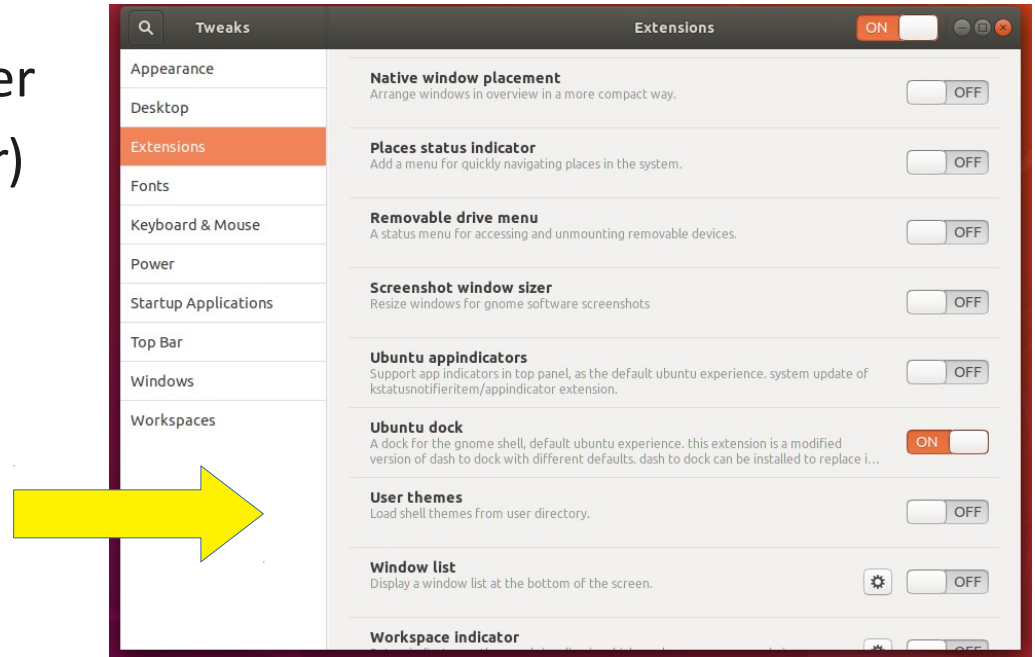 er
r)
Tweaks
Extensions
ON
Appearance
Desktop
Extensions
Fonts
Keyboard & Mouse
Power
Startup Applications
Top Bar
Windows
Workspaces
Native window placement
Arrange windows in overview in a more compact way.
OFF
Places status indicator
Add a menu for quickly navigating places in the system.
OFF
Removable drive menu
A status menu for accessing and unmounting removable devices.
OFF
Screenshot window sizer
Resize windows for gnome software screenshots
OFF
Ubuntu appindicators
Support app indicators in top panel, as the default ubuntu experience. system update of
kstatusnotifieritem/appindicator extension.
OFF
Ubuntu dock
A dock for the gnome shell, default ubuntu experience. this extension is a modified
version of dash to dock with different defaults. dash to dock can be installed to replace i…
ON
User themes
Load shell themes from user directory.
OFF
Window list
Display a window list at the bottom of the screen.
OFF
Workspace indicator
OFF